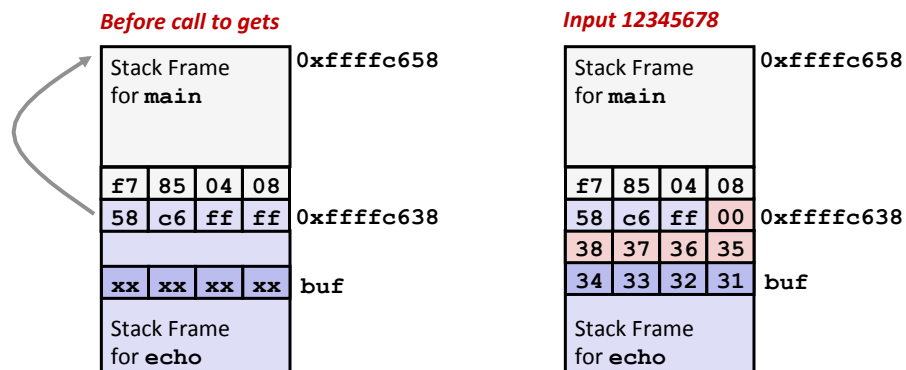 Before call to gets
Stack Frame
for main
0xffffc658
f7 85 04 08
58 c6 ff ff 0xffffc638
xx xx xx xx buf
Stack Frame
for echo
Input 12345678
Stack Frame
for main
0xffffc658
f7 85 04 08
58 c6 ff 00 0xffffc638
38 37 36 35
34 33 32 31 buf
Stack Frame
for echo